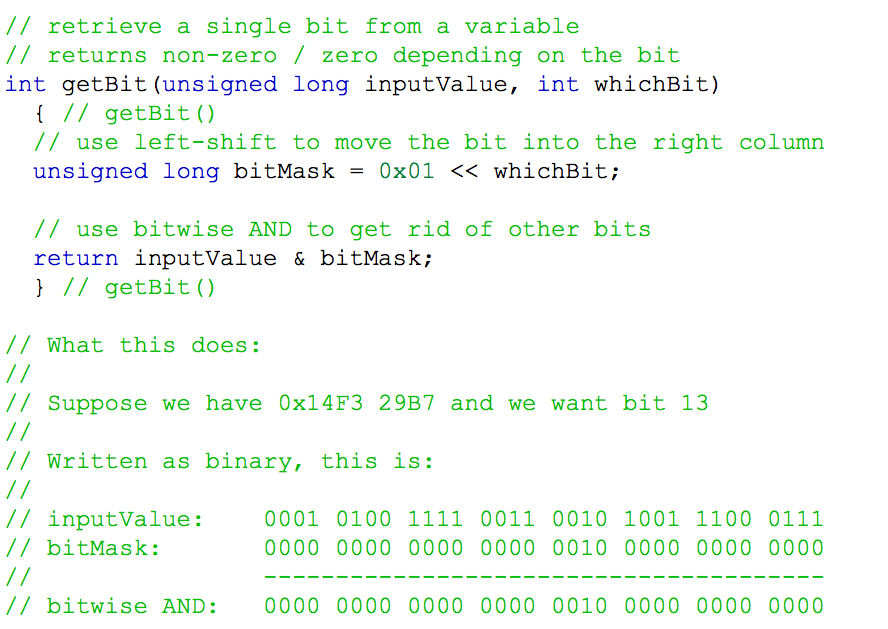 // retrieve a single bit from a variable
// returns non-zero / zero depending on the bit
int getBit(unsigned long inputValue, int whichBit)
  { // getBit()
  // use left-shift to move the bit into the right column
  unsigned long bitMask = 0x01 << whichBit;

  // use bitwise AND to get rid of other bits
  return inputValue & bitMask;
  } // getBit()

// What this does:
//
// Suppose we have 0x14F3 29B7 and we want bit 13
//
// Written as binary, this is:
//
// inputValue:    0001 0100 1111 0011 0010 1001 1100 0111
// bitMask:       0000 0000 0000 0000 0010 0000 0000 0000
//                ---------------------------------------
// bitwise AND:   0000 0000 0000 0000 0010 0000 0000 0000